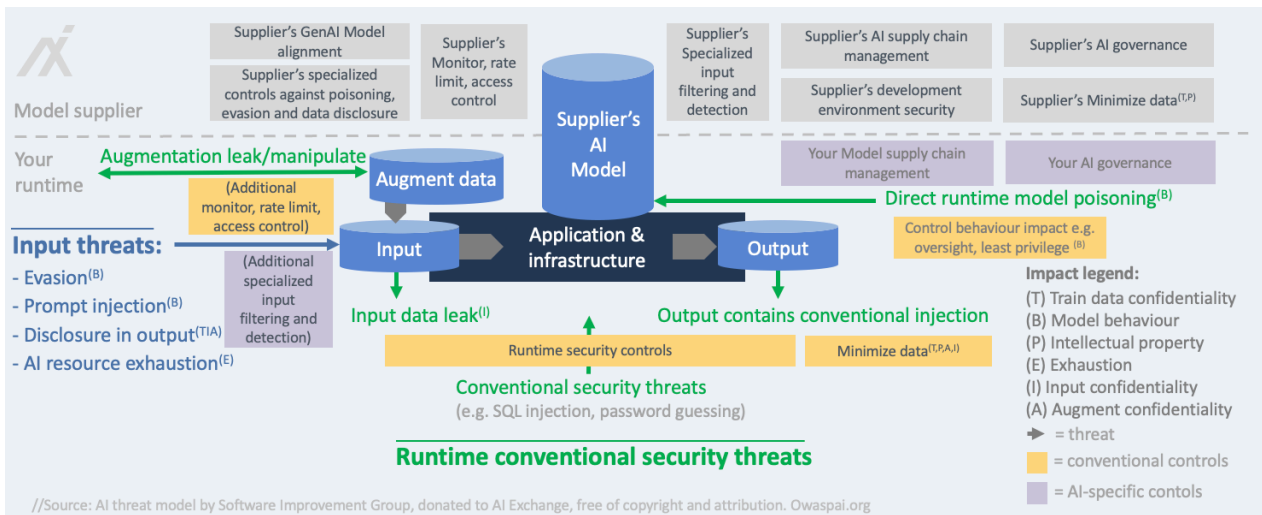 Supplier's GenAI Model
alignment
Supplier's specialized
controls against poisoning,
evasion and data disclosure
Supplier's
Monitor, rate
limit, access
control
Supplier's
Specialized
input
filtering and
detection
Supplier's AI supply chain
management
Supplier's development
environment security
Supplier's AI governance
Supplier's Minimize data(T,P)
Model supplier
Supplier's
AI
Model
Your
runtime
Augmentation leak/manipulate
Augment data
Your Model supply chain
management
Your AI governance
(Additional
monitor, rate limit,
access control)
Direct runtime model poisoning(B)
Input threats:
- Evasion(B)
- Prompt injection(B)
- Disclosure in output(TIA)
- AI resource exhaustion(E)
(Additional
specialized
input
filtering and
detection)
Input
Application &
infrastructure
Output
Control behaviour impact e.g.
oversight, least privilege (B)
Input data leak(I)
Output contains conventional injection
Runtime security controls
Minimize data(T,P,A,I)
Conventional security threats
(e.g. SQL injection, password guessing)
Runtime conventional security threats
Impact legend:
(T) Train data confidentiality
(B) Model behaviour
(P) Intellectual property
(E) Exhaustion
(I) Input confidentiality
(A) Augment confidentiality
= threat
= conventional controls
= AI-specific contols
//Source: AI threat model by Software Improvement Group, donated to AI Exchange, free of copyright and attribution. Owaspai.org